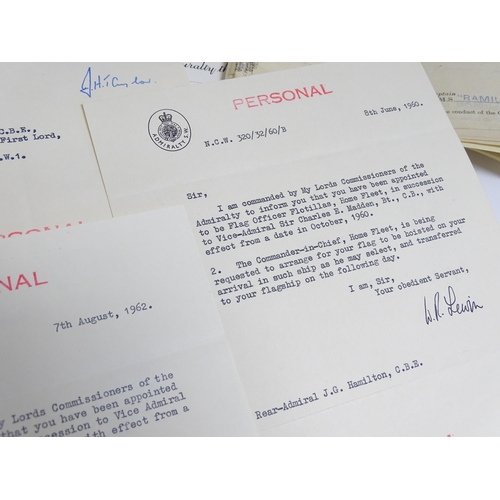 C.B.E.,
First Lord,
.W.1.
RSONAL
PERSONAL
ADMIRALTY S.W.
8th June, 1960.
N.C.W. 320/32/60/B
Sir,
I am commanded by My Lords Commissioners of the
Admiralty to inform you that you have been appointed
to be Flag Officer Flotillas, Home Fleet, in succession
to Vice-Admiral Sir Charles E. Madden, Bt., C.B., with
effect from a date in October, 1960.
2. The Commander-in-Chief, Home Fleet, is being
requested to arrange for your flag to be hoisted on your
arrival in such ship as he may select, and transferred
to your flagship on the following day.
I am, Sir,
Your obedient Servant,
W.R. Lewin
Rear-Admiral J.G. Hamilton, C.B.E.
ONAL
7th August, 1962.
y Lords Commissioners of the
that you have been appointed
cession to Vice Admiral
with effect from a
RAMIL